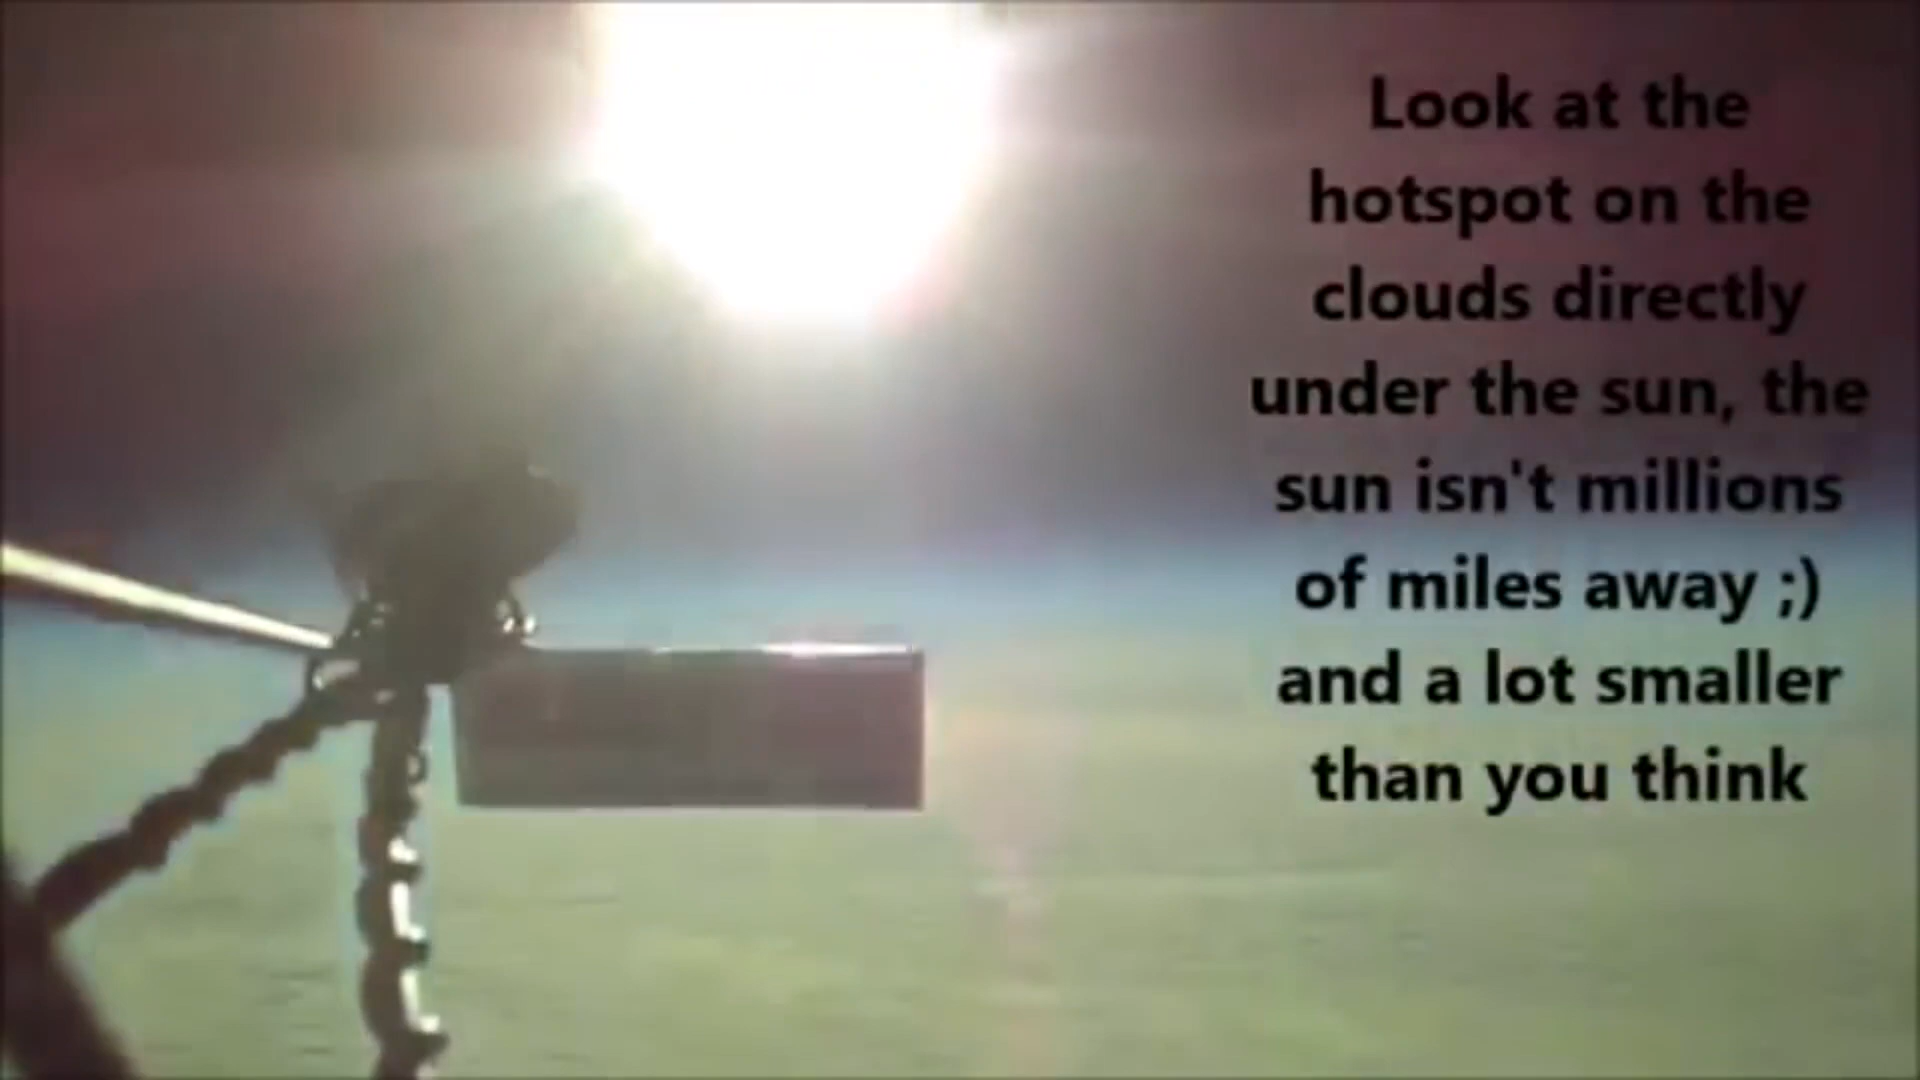 Look at the
hotspot on the
clouds directly
under the sun, the
sun isn't millions
of miles away ;)
and a lot smaller
than you think